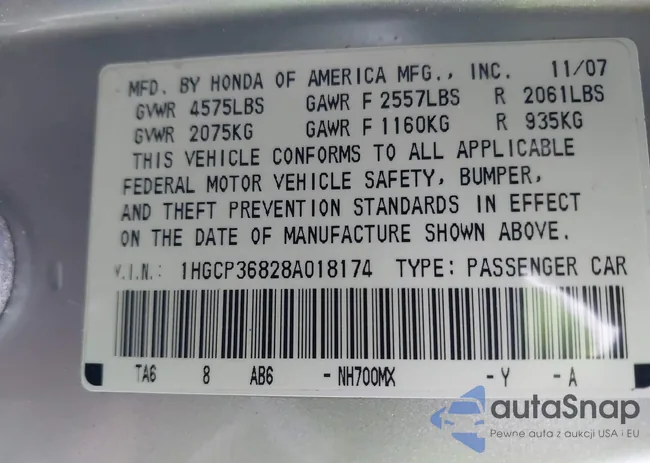 MFD. BY HONDA OF AMERICA MFG., INC. 11/07
GVWR 4575LBS GAWR F 2557LBS R 2061LBS
GVWR 2075KG GAWR F 1160KG R 935KG
THIS VEHICLE CONFORMS TO ALL APPLICABLE
FEDERAL MOTOR VEHICLE SAFETY, BUMPER,
AND THEFT PREVENTION STANDARDS IN EFFECT
ON THE DATE OF MANUFACTURE SHOWN ABOVE.
V.I.N.: 1HGCP36828A018174 TYPE: PASSENGER CAR
TA6 8 AB6 - NH700MX - Y - A
autaSnap
Pewne auta z aukcji USA i EU